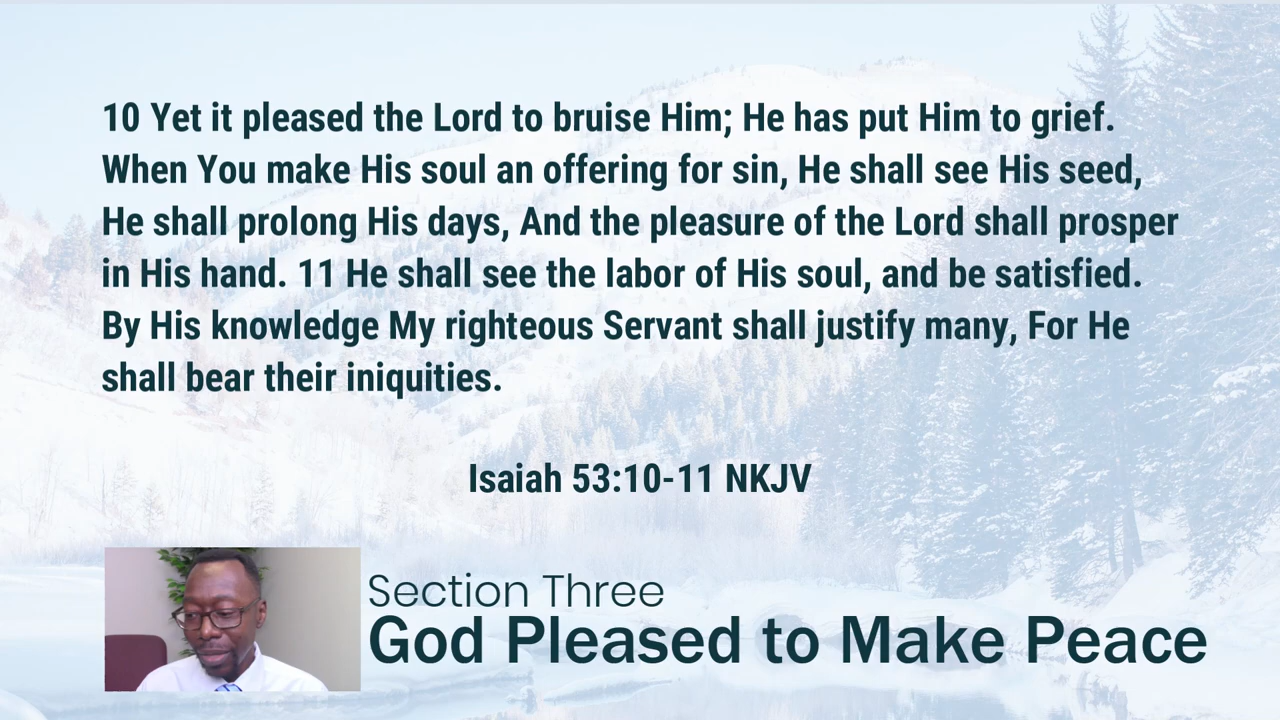 10 Yet it pleased the Lord to bruise Him; He has put Him to grief.
When You make His soul an offering for sin, He shall see His seed,
He shall prolong His days, And the pleasure of the Lord shall prosper
in His hand. 11 He shall see the labor of His soul, and be satisfied.
By His knowledge My righteous Servant shall justify many, For He
shall bear their iniquities.
Isaiah 53:10-11 NKJV
Section Three
God Pleased to Make Peace